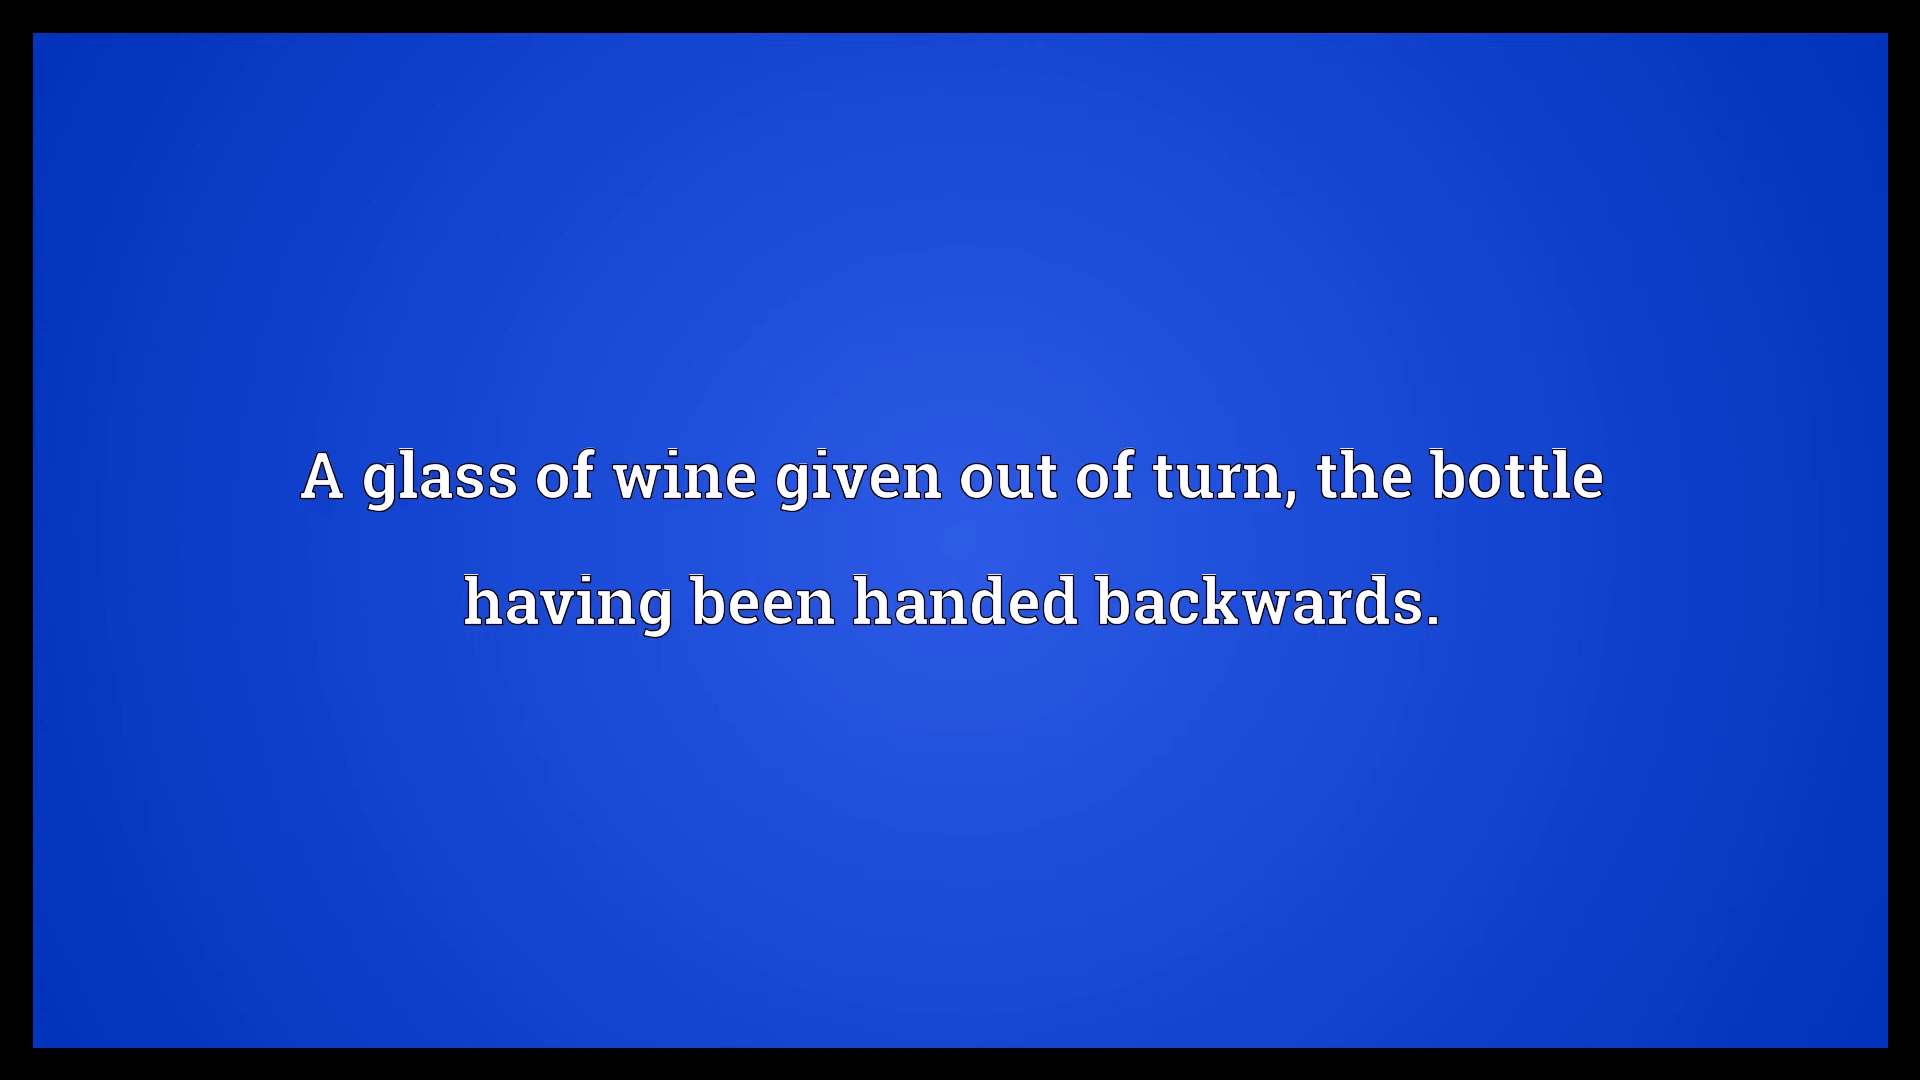 A glass of wine given out of turn, the bottle
having been handed backwards.